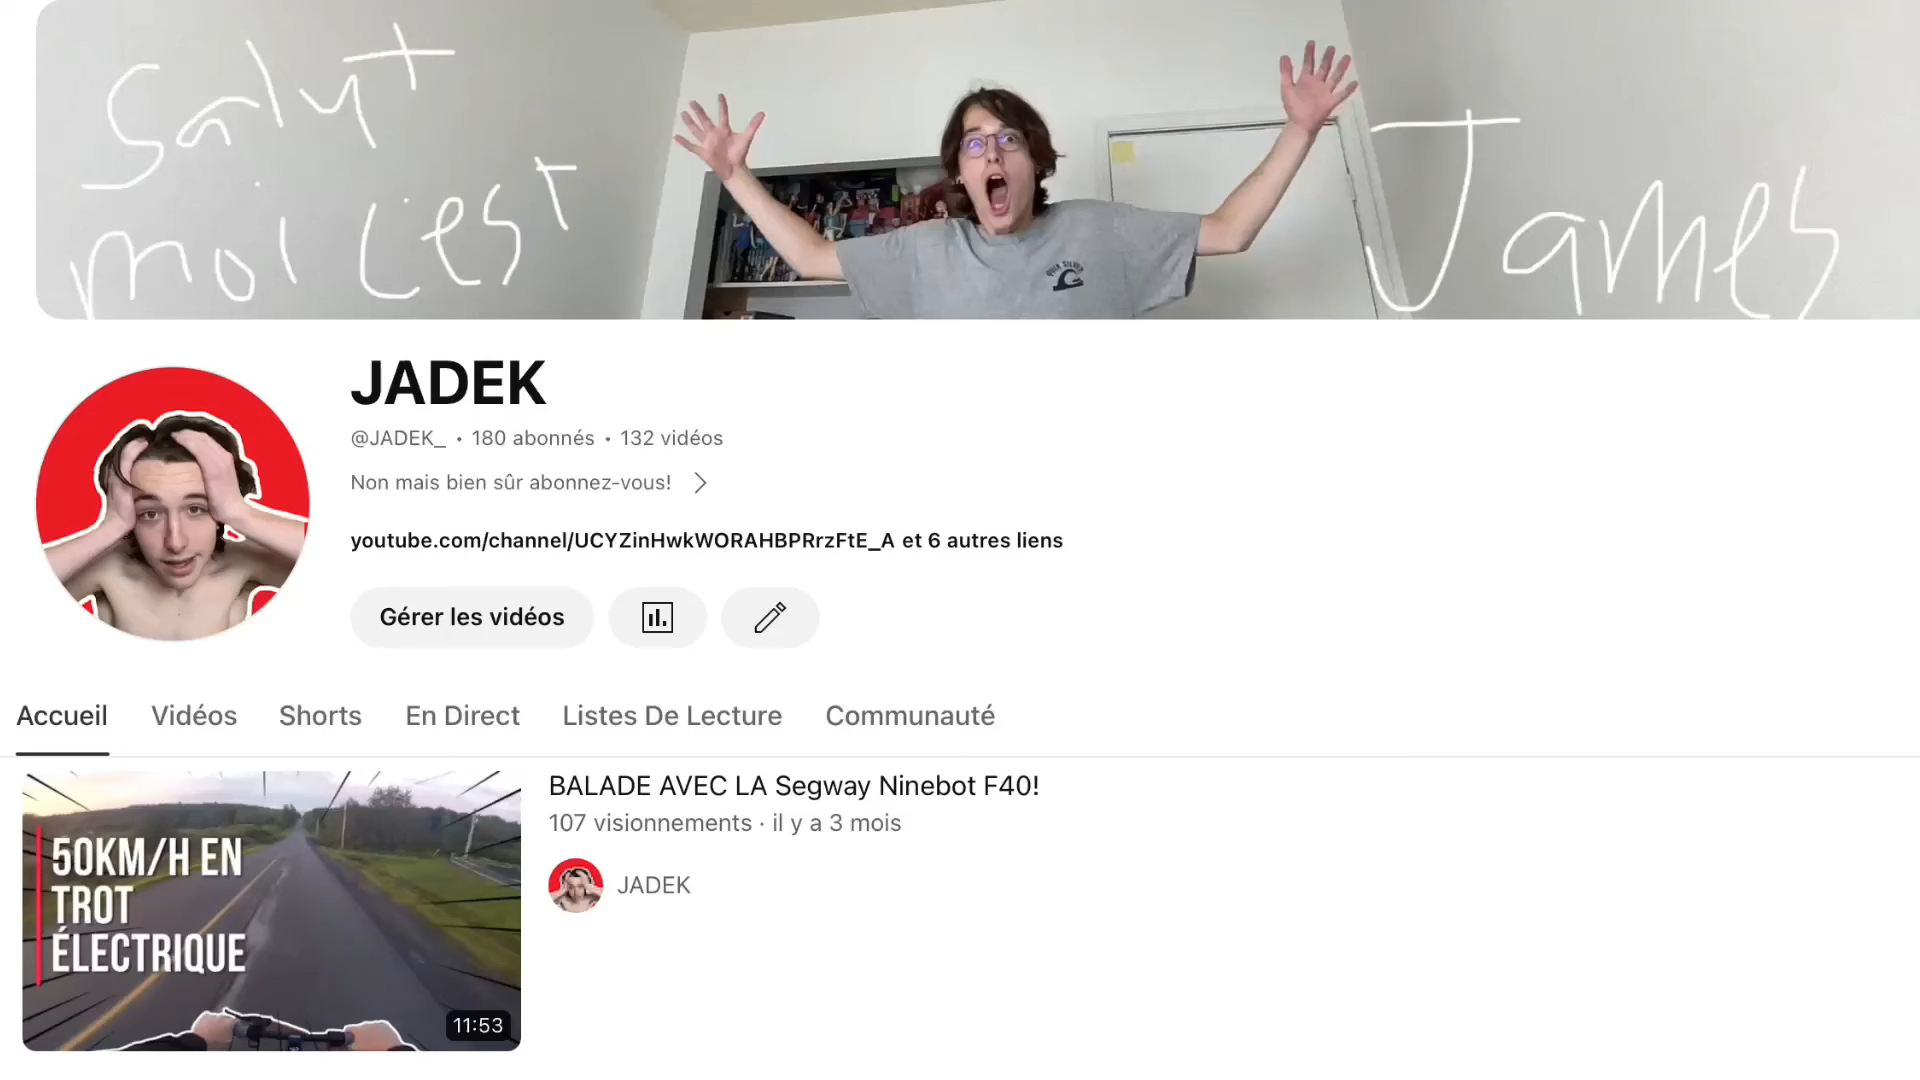 Salut
moi c'est
James
QUIK SILVER
JADEK
@JADEK_ • 180 abonnés • 132 vidéos
Non mais bien sûr abonnez-vous!
youtube.com/channel/UCYZinHwkWORAHBPRrzFtE_A et 6 autres liens
Gérer les vidéos
Accueil Vidéos Shorts En Direct Listes De Lecture Communauté
50KM/H EN
TROT
ÉLECTRIQUE
11:53
BALADE AVEC LA Segway Ninebot F40!
107 visionnements · il y a 3 mois
JADEK